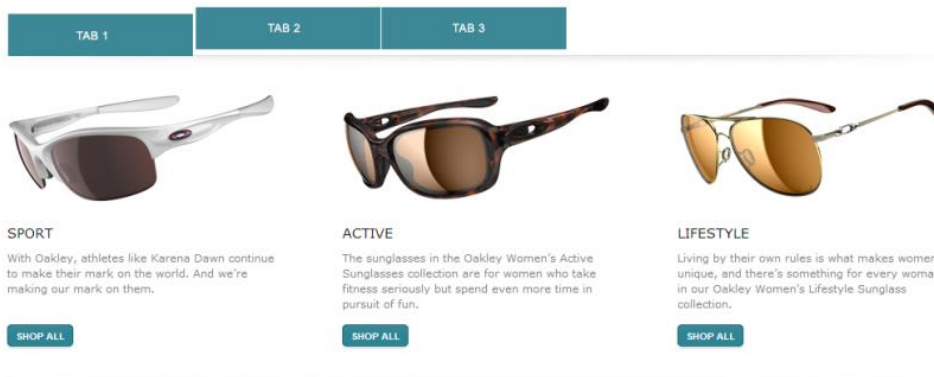 TAB 1
TAB 2
TAB 3
SPORT
With Oakley, athletes like Karena Dawn continue
to make their mark on the world. And we're
making our mark on them.
SHOP ALL
ACTIVE
The sunglasses in the Oakley Women's Active
Sunglasses collection are for women who take
fitness seriously but spend even more time in
pursuit of fun.
SHOP ALL
LIFESTYLE
Living by their own rules is what makes women
unique, and there's something for every woma
in our Oakley Women's Lifestyle Sunglass
collection.
SHOP ALL